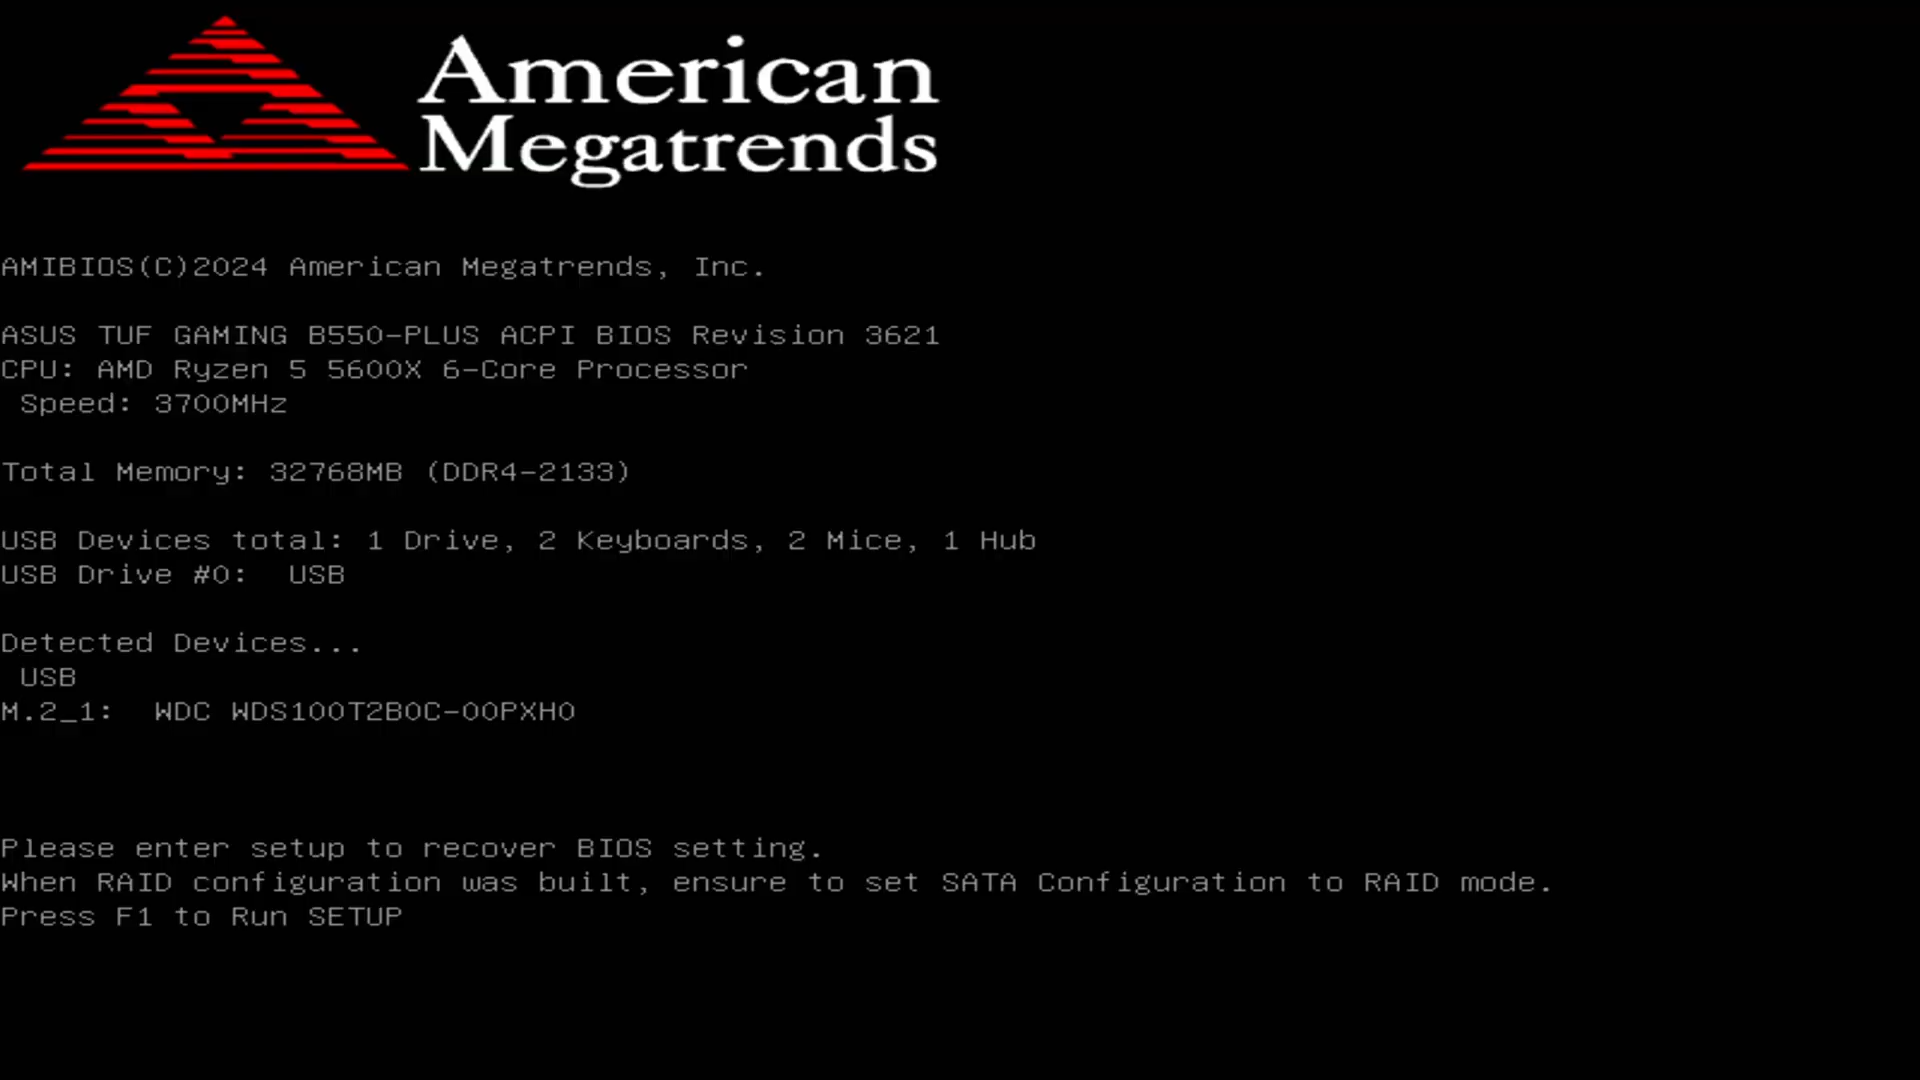 American
Megatrends
AMIBIOS(C)2024 American Megatrends, Inc.
ASUS TUF GAMING B550-PLUS ACPI BIOS Revision 3621
CPU: AMD Ryzen 5 5600X 6-Core Processor
Speed: 3700MHz
Total Memory: 32768MB (DDR4-2133)
USB Devices total: 1 Drive, 2 Keyboards, 2 Mice, 1 Hub
USB Drive #0: USB
Detected Devices...
USB
M.2_1: WDC WDS100T2B0C-00PXH0
Please enter setup to recover BIOS setting.
When RAID configuration was built, ensure to set SATA Configuration to RAID mode.
Press F1 to Run SETUP